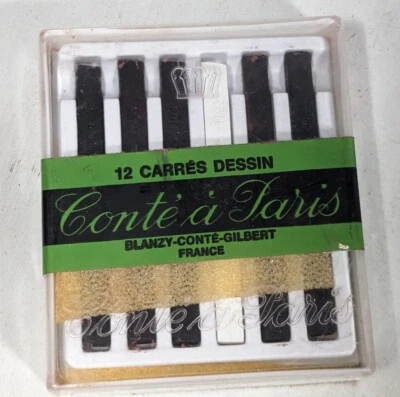 12 CARRÉS DESSIN
Conté à Paris
BLANZY-CONTÉ-GILBERT
FRANCE
Conté à Paris